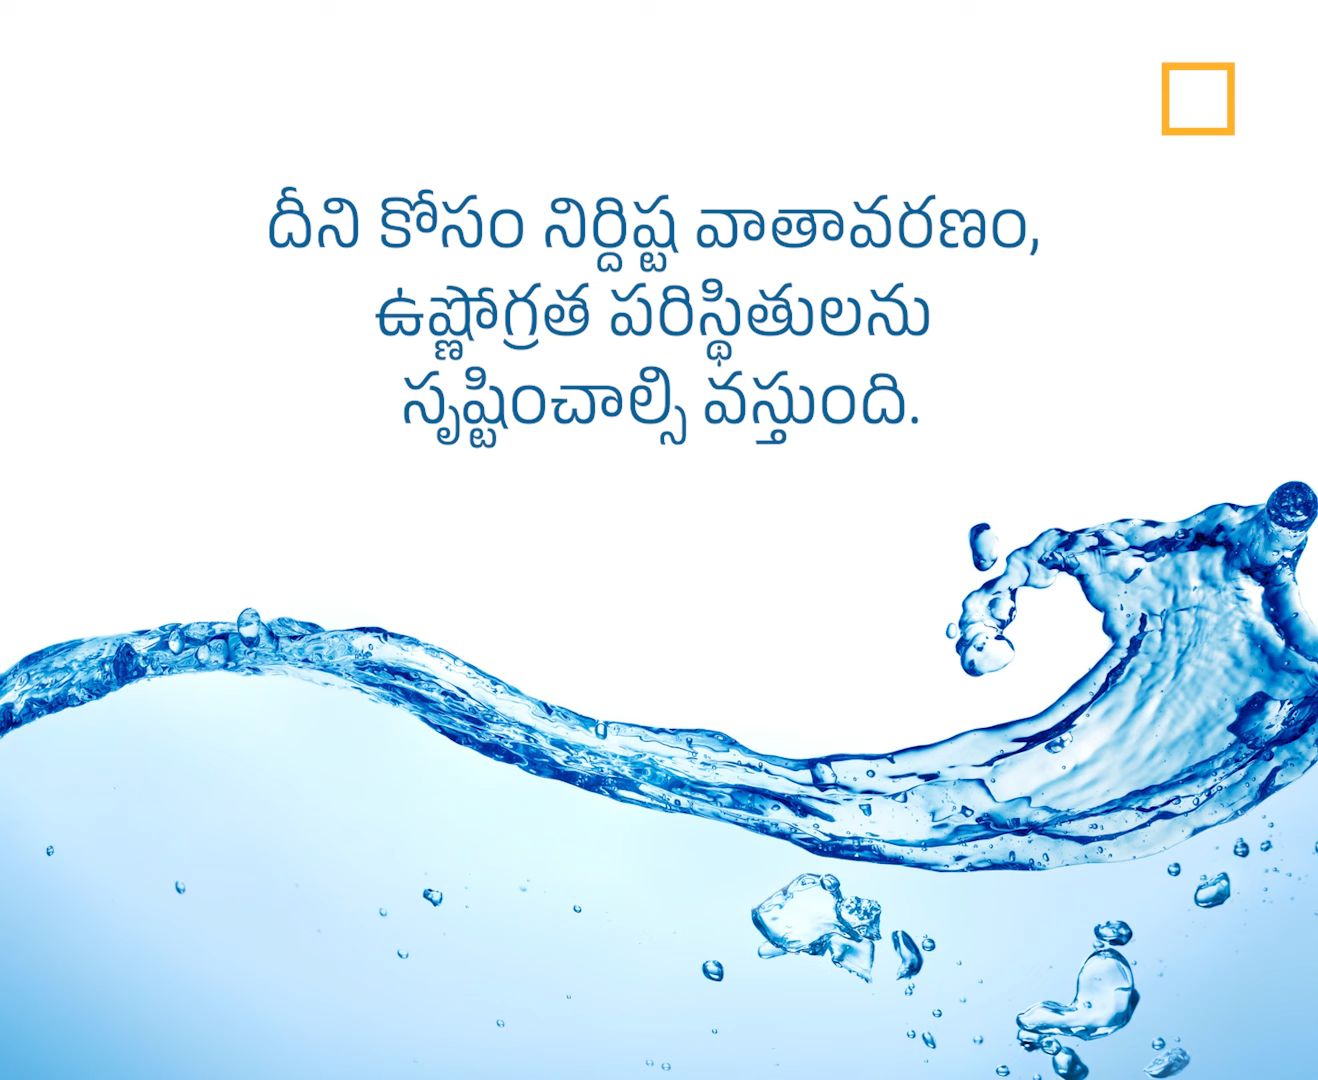 దీని కోసం నిర్దిష్ట వాతావరణం,
ఉష్ణోగ్రత పరిస్థితులను
సృష్టించాల్సి వస్తుంది.